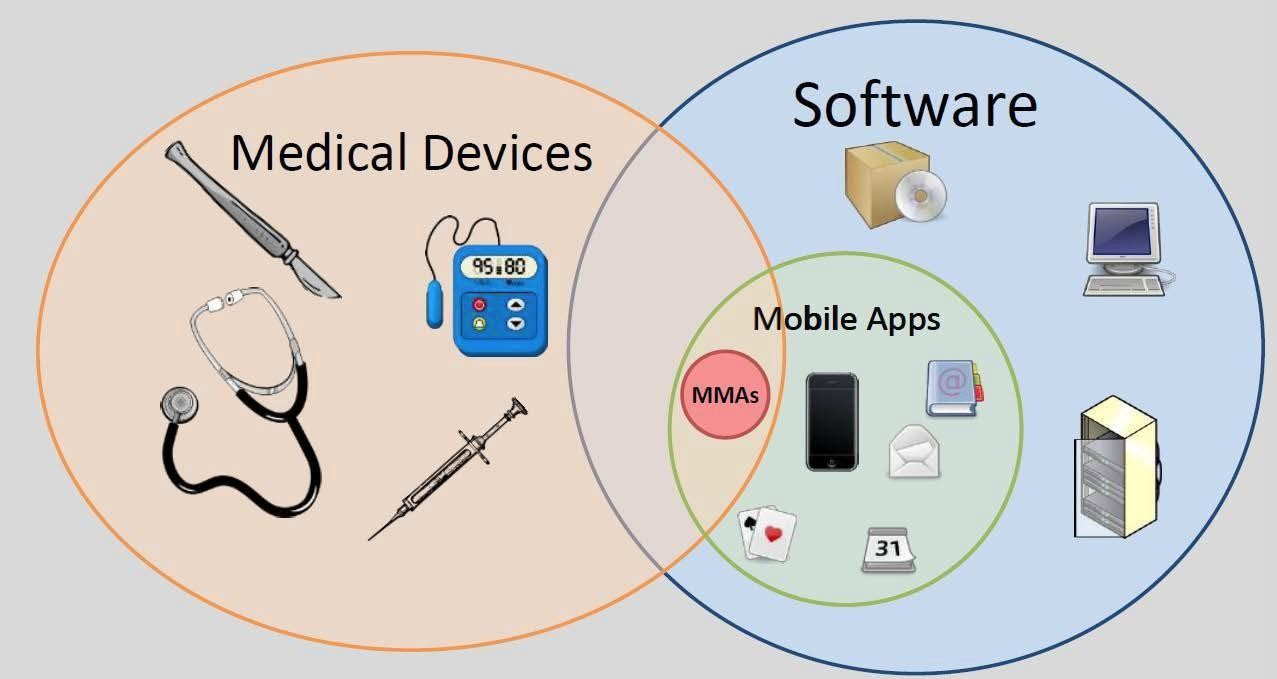 Software
Medical Devices
95:80
Mobile Apps
MMAs
@
31